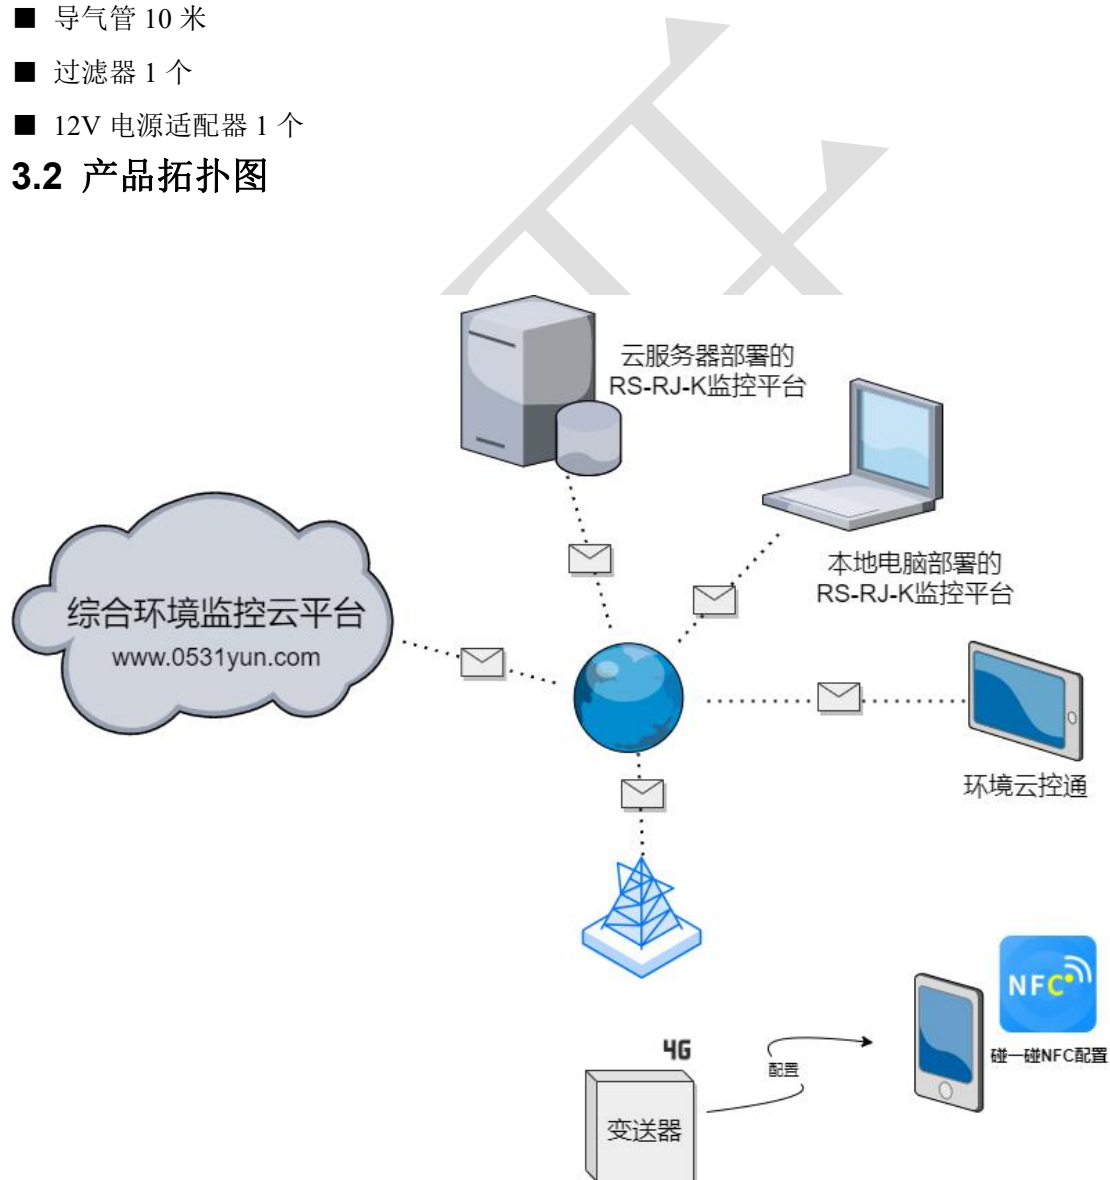 ■ 导气管 10 米
■ 过滤器 1 个
■ 12V 电源适配器 1 个
3.2 产品拓扑图
云服务器部署的
RS-RJ-K监控平台
本地电脑部署的
RS-RJ-K监控平台
综合环境监控云平台
www.0531yun.com
环境云控通
NFC
碰一碰NFC配置
4G
配置
变送器